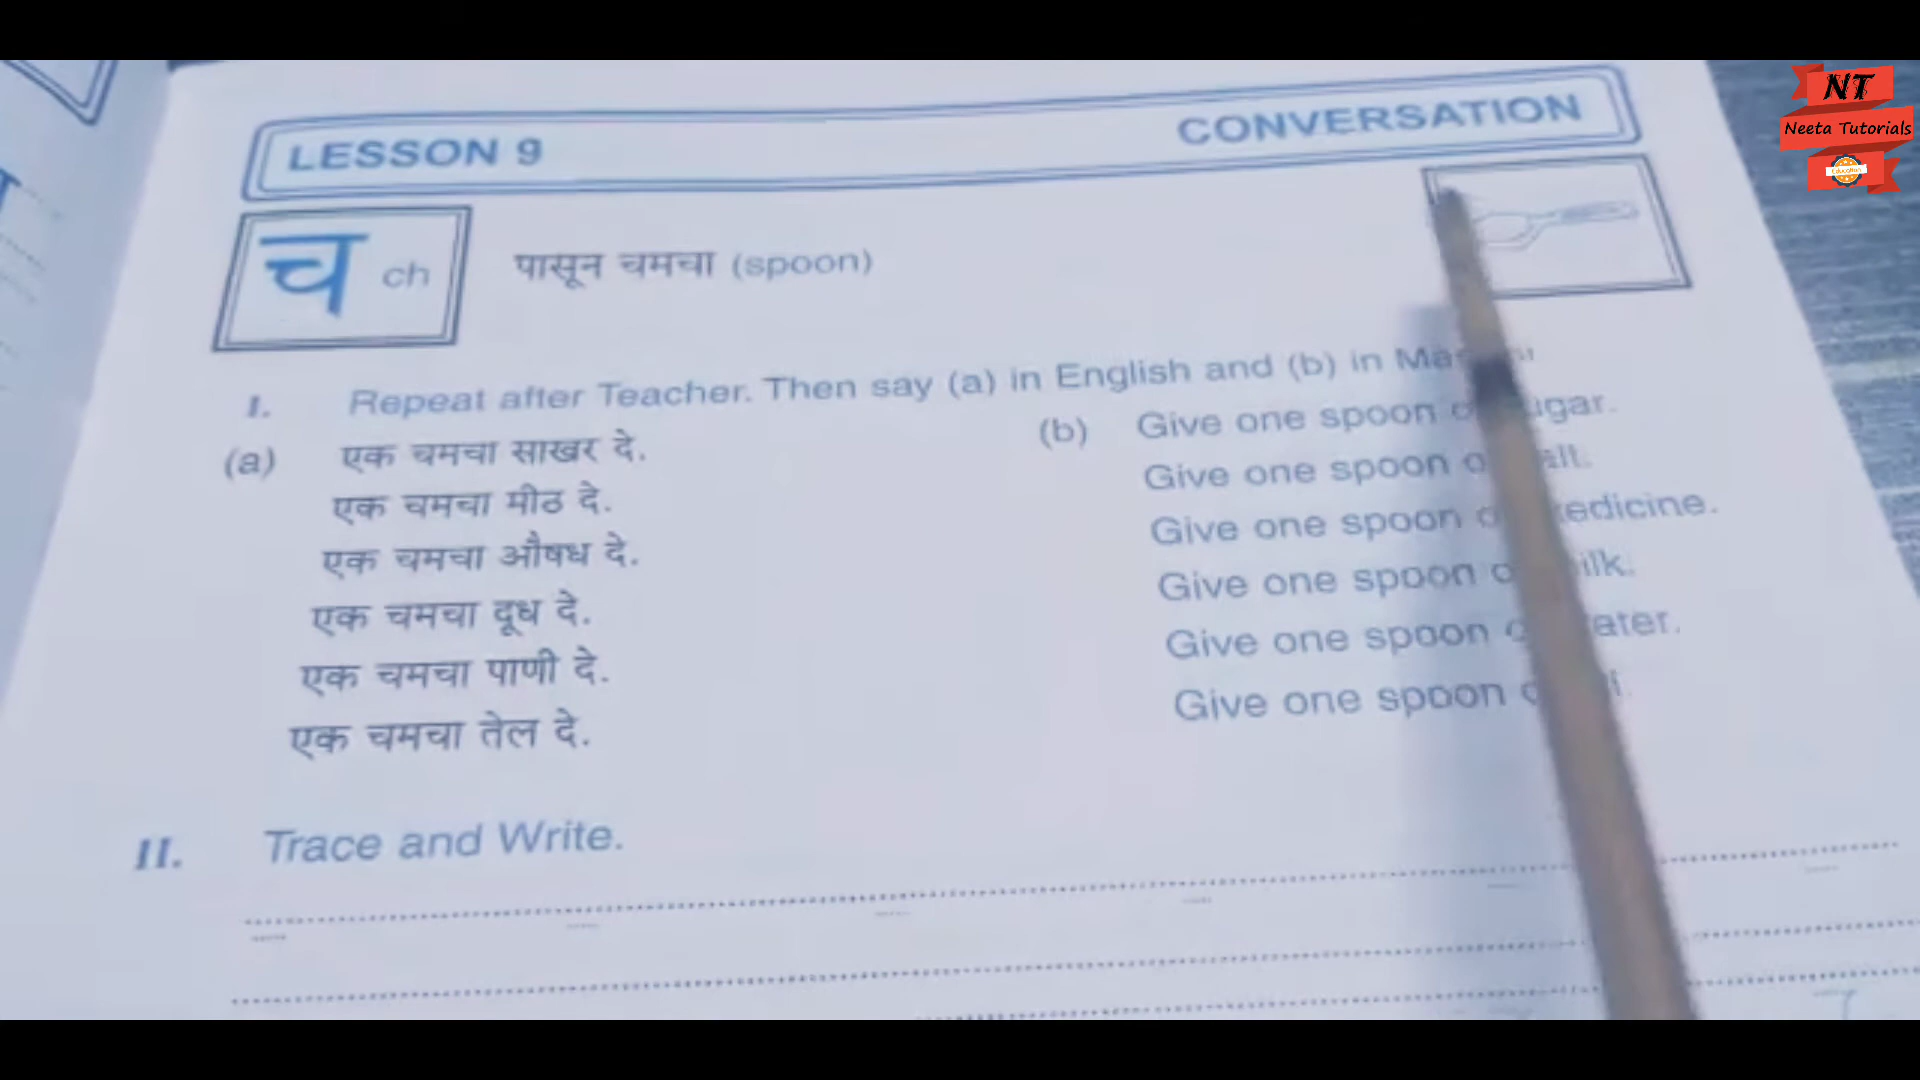 NT
Neeta Tutorials
Education
LESSON 9
CONVERSATION
च ch
पासून चमचा (spoon)
I. Repeat after Teacher. Then say (a) in English and (b) in
(a) एक चमचा साखर दे.
एक चमचा मीठ दे.
एक चमचा औषध दे.
एक चमचा दूध दे.
एक चमचा पाणी दे.
एक चमचा तेल दे.
(b) Give one spoon
Give one spoon
Give one spoon
Give one spoon
Give one spoon
Give one spoon
II. Trace and Write.